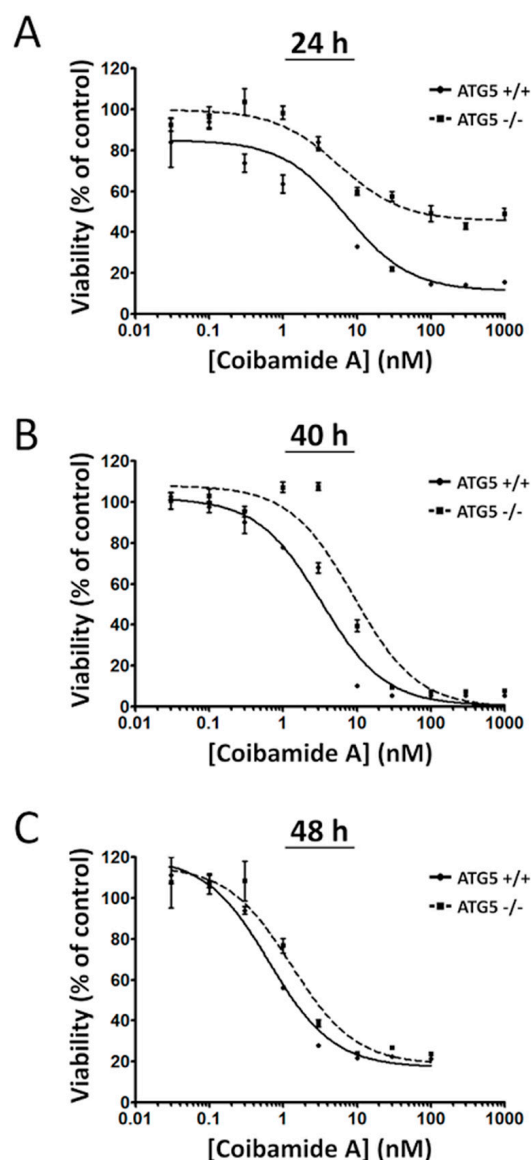 A
24 h
120
100
80
60
40
20
0
Viability (% of control)
ATG5 +/+
ATG5 -/-
0.01 0.1 1 10 100 1000
[Coibamide A] (nM)
B
40 h
120
100
80
60
40
20
0
Viability (% of control)
ATG5 +/+
ATG5 -/-
0.01 0.1 1 10 100 1000
[Coibamide A] (nM)
C
48 h
120
100
80
60
40
20
0
Viability (% of control)
ATG5 +/+
ATG5 -/-
0.01 0.1 1 10 100 1000
[Coibamide A] (nM)